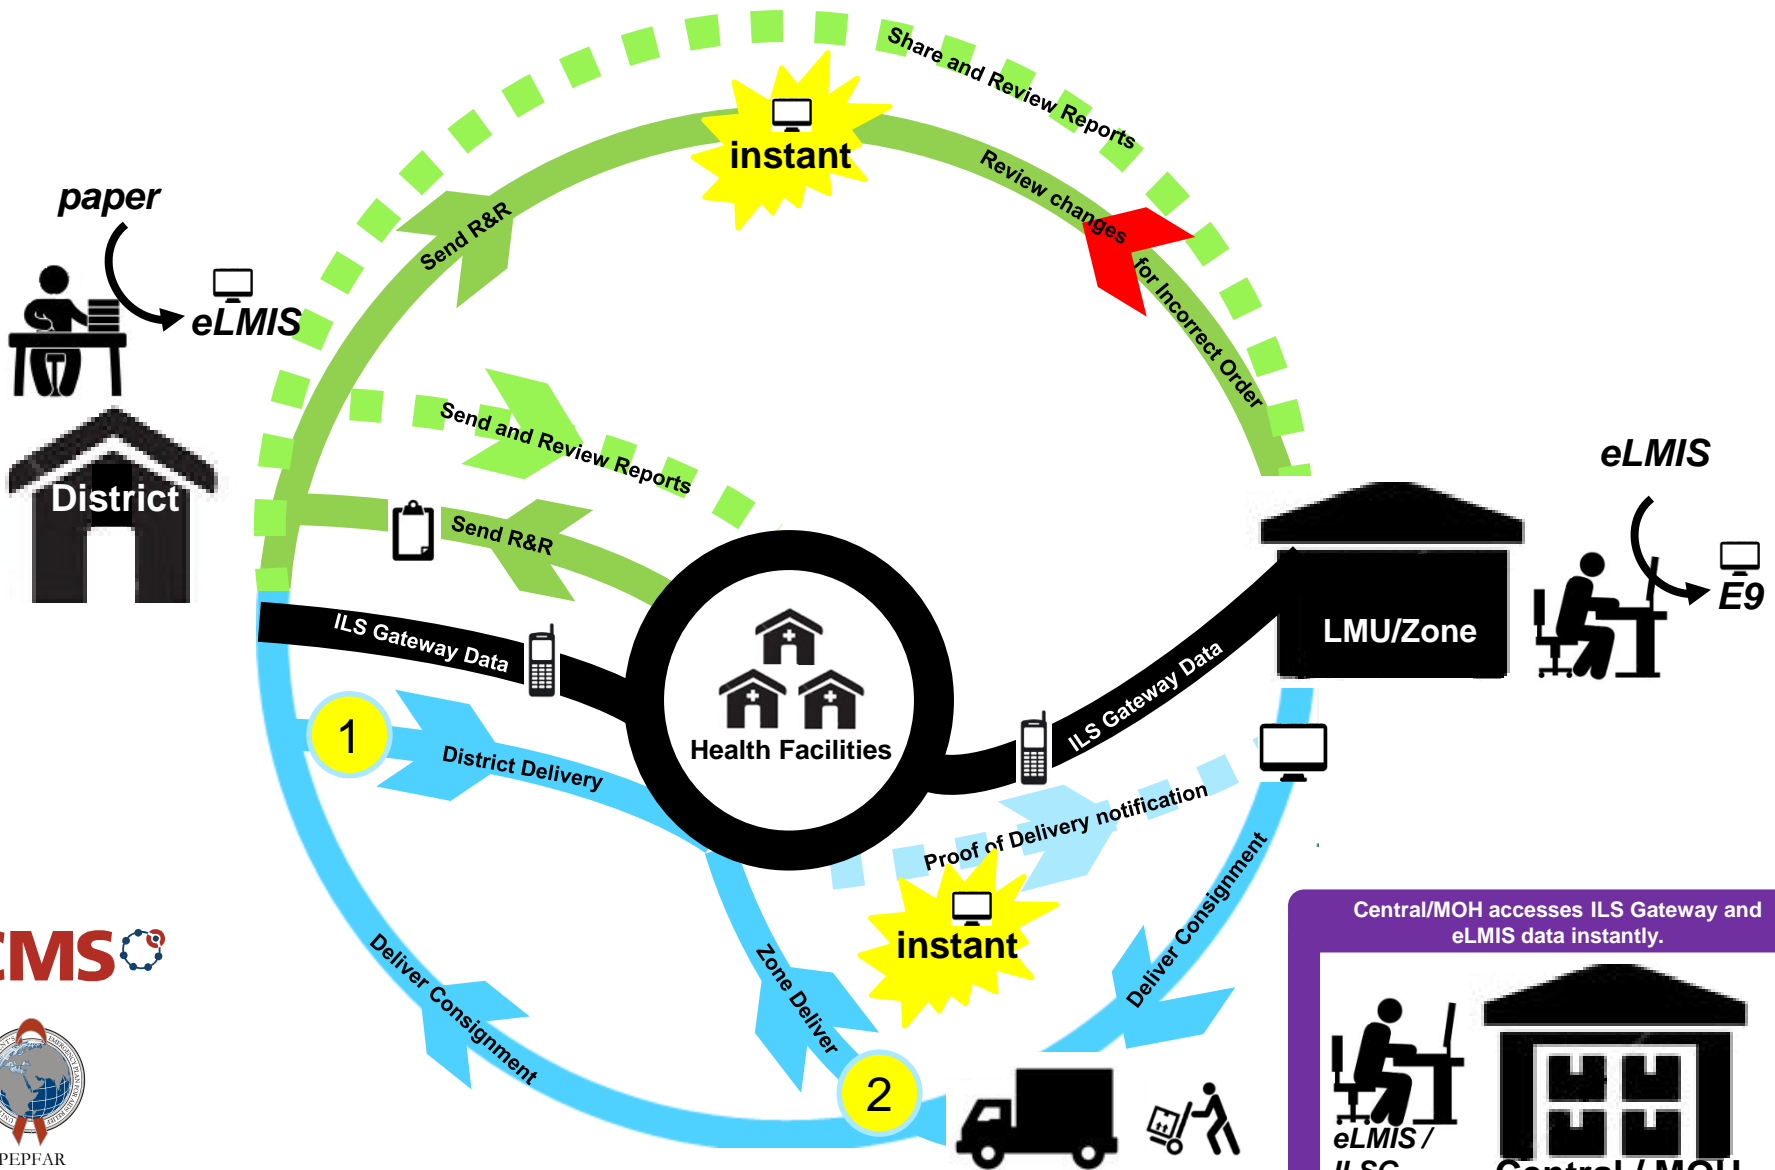 Share and Review Reports
instant
Review changes
for Incorrect Order
paper
Send R&R
eLMIS
District
Send and Review Reports
Send R&R
eLMIS
E9
LMU/Zone
ILS Gateway Data
Health Facilities
ILS Gateway Data
1
District Delivery
Proof of Delivery notification
instant
Deliver Consignment
Zone Deliver
Deliver Consignment
2
Central/MOH accesses ILS Gateway and
eLMIS data instantly.
eLMIS /
Central / MOH
CMS
PEPFAR